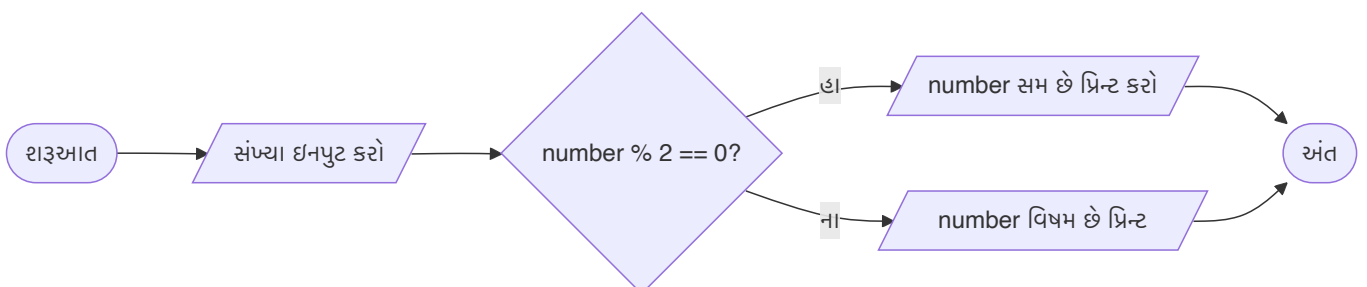 શરૂઆત
સંખ્યા ઇનપુટ કરો
number % 2 == 0?
હા
number સમ છે પ્રિન્ટ કરો
ના
number વિષમ છે પ્રિન્ટ
અંત